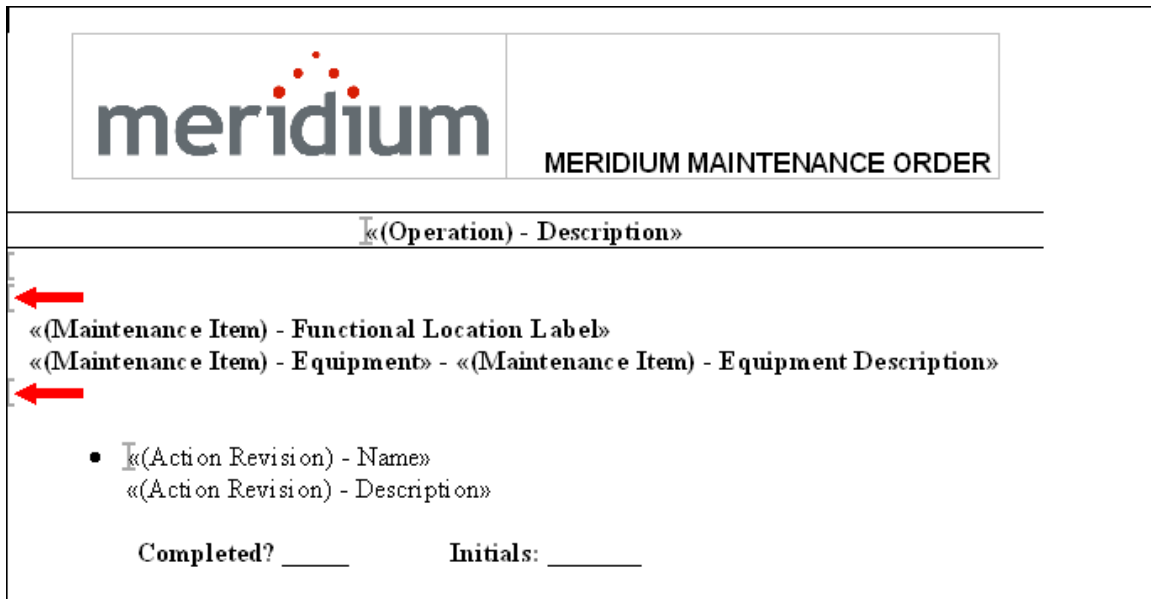 meridium
MERIDIUM MAINTENANCE ORDER
«(Operation) - Description»
«(Maintenance Item) - Functional Location Label»
«(Maintenance Item) - Equipment» - «(Maintenance Item) - Equipment Description»
• «(Action Revision) - Name»
«(Action Revision) - Description»
Completed? _____ Initials: _______